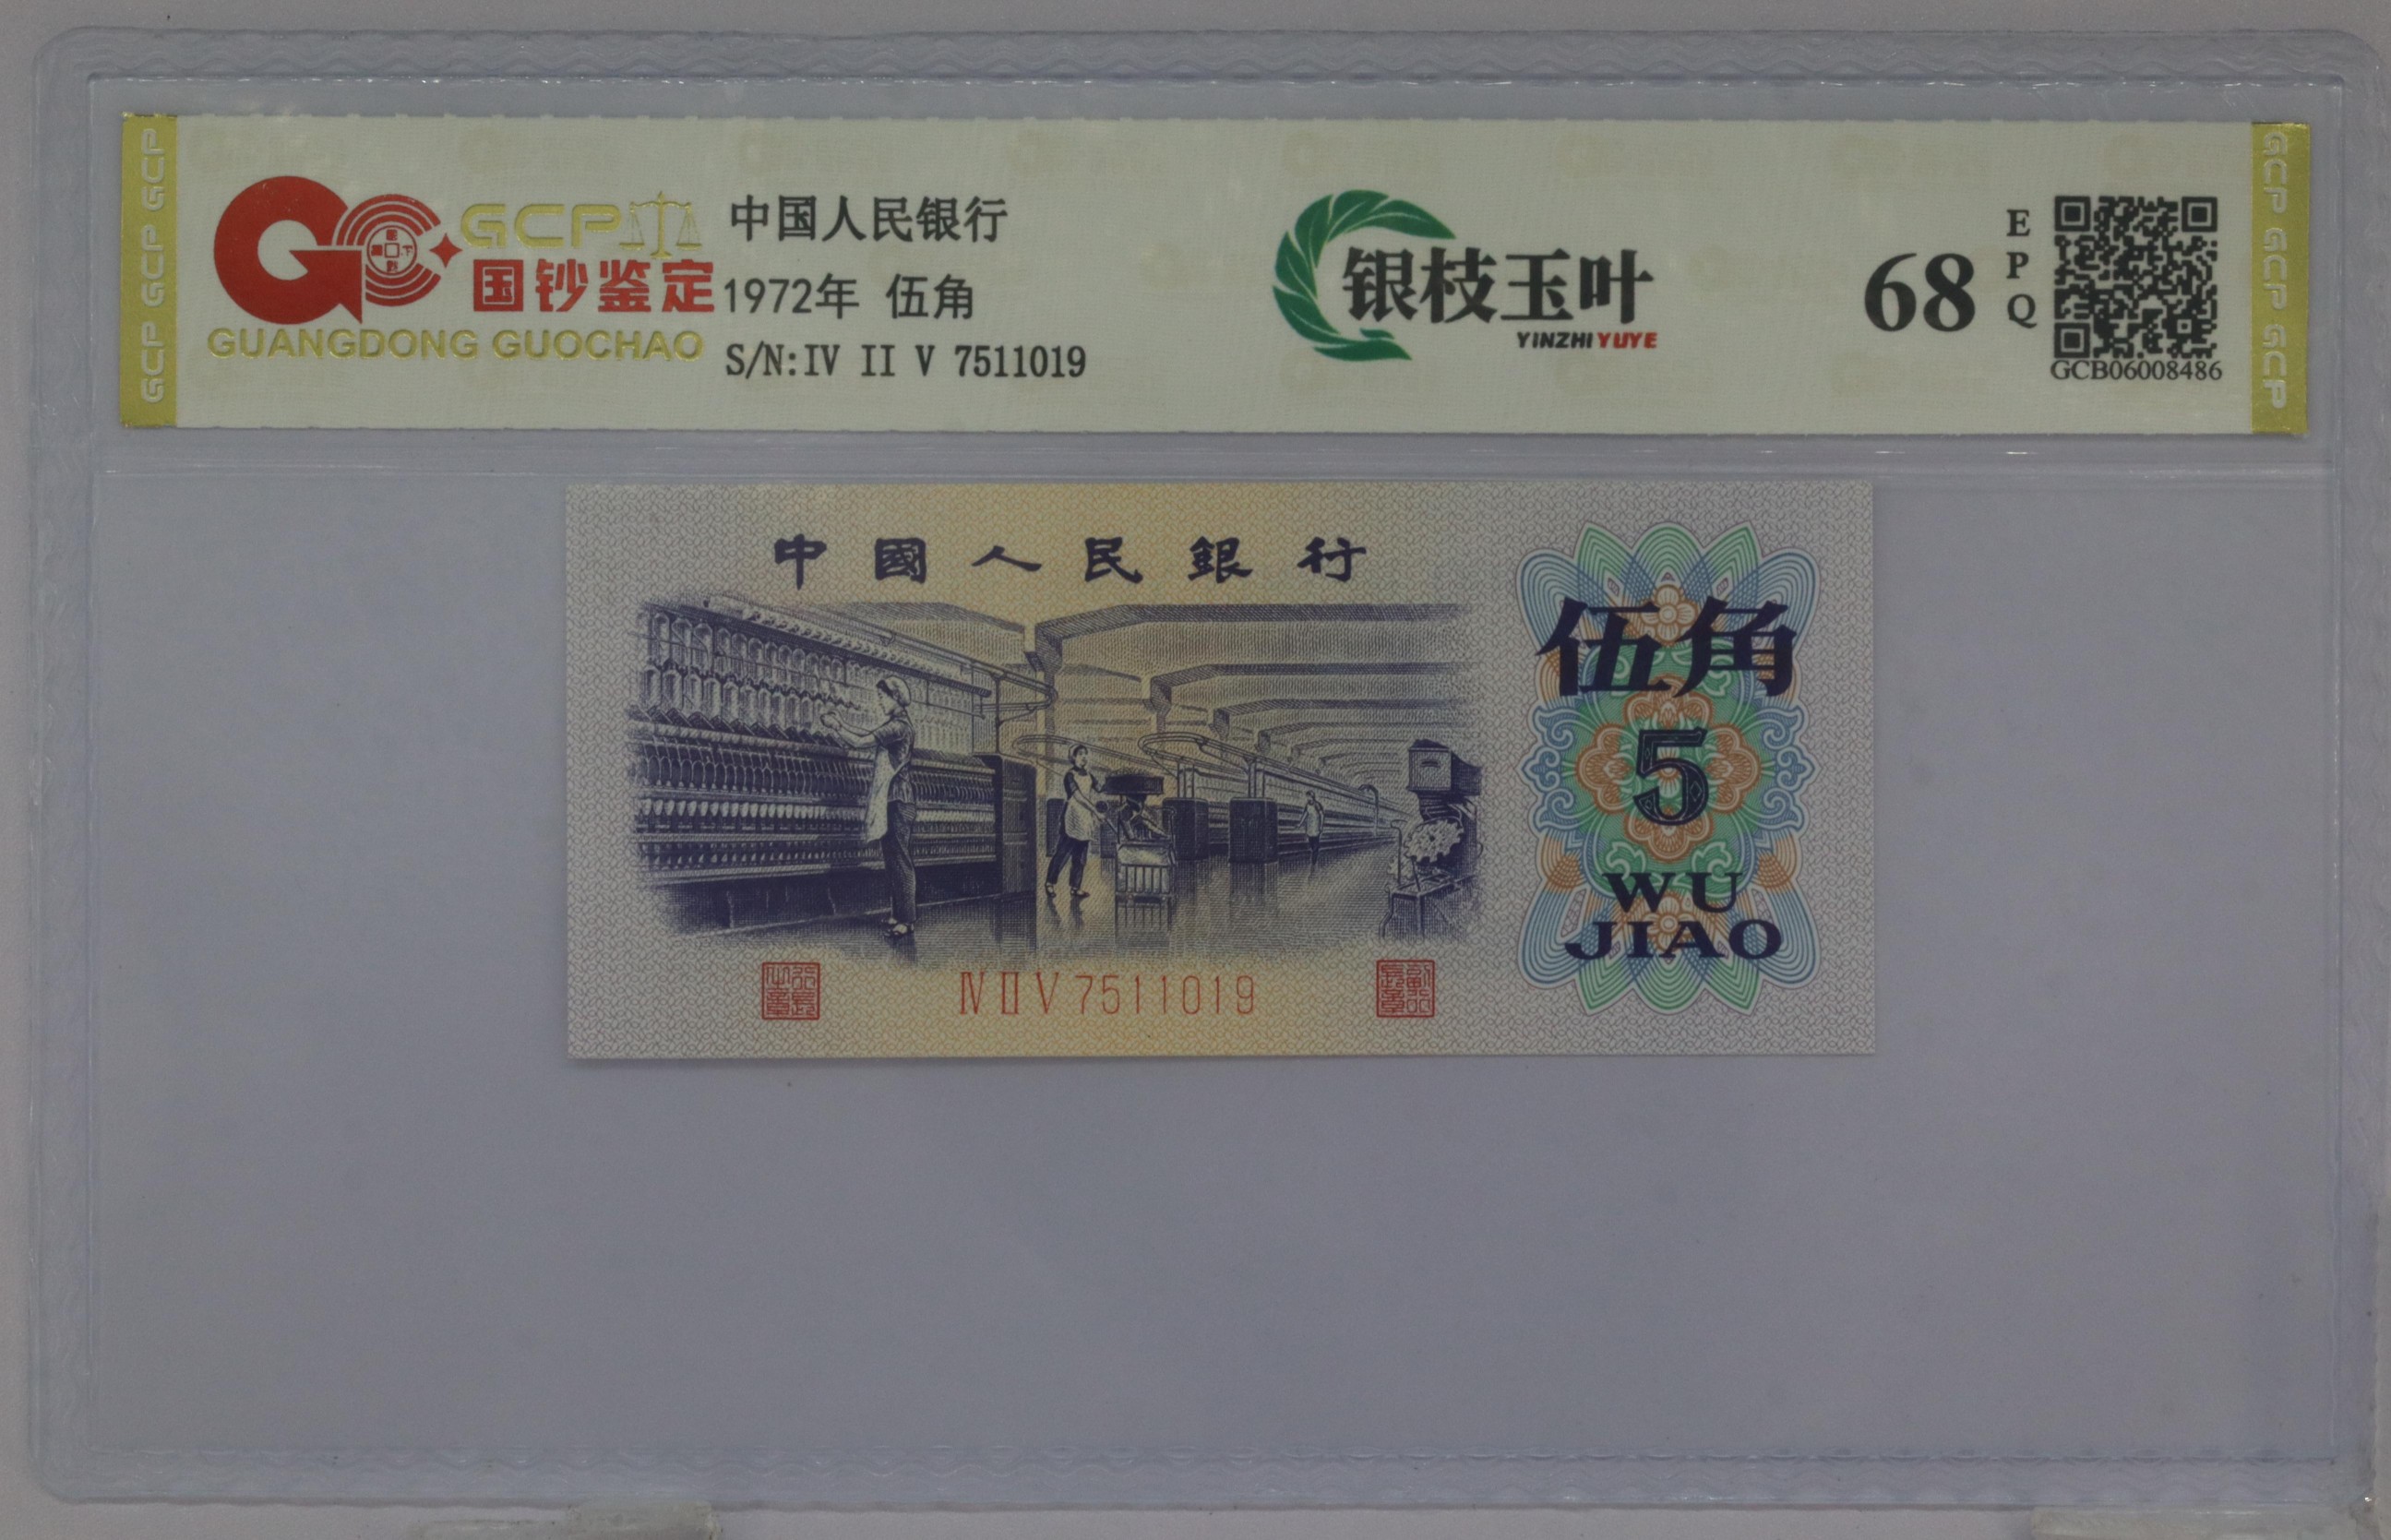 GCP GCP GCP
GCP
国钞鉴定
GUANGDONG GUOCHAO
中国人民银行
1972年 伍角
S/N:IV II V 7511019
银枝玉叶
YINZHIYUYE
68
EPQ
GCB06008486
GCP GCP GCP
中國人民銀行
伍角
5
WU
JIAO
Ⅳ Ⅱ Ⅴ 7511019